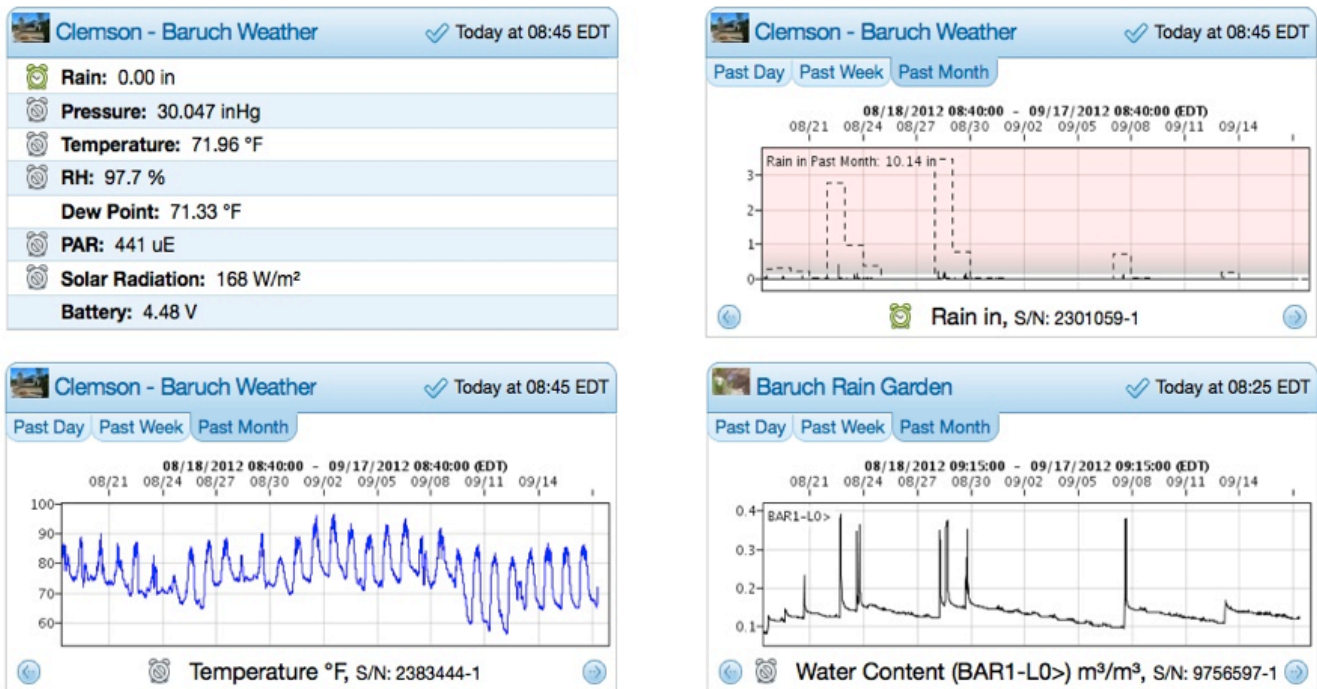 Clemson - Baruch Weather Today at 08:45 EDT
Rain: 0.00 in
Pressure: 30.047 inHg
Temperature: 71.96 °F
RH: 97.7 %
Dew Point: 71.33 °F
PAR: 441 uE
Solar Radiation: 168 W/m²
Battery: 4.48 V
Clemson - Baruch Weather Today at 08:45 EDT
Past Day Past Week Past Month
08/18/2012 08:40:00 - 09/17/2012 08:40:00 (EDT)
08/21 08/24 08/27 08/30 09/02 09/05 09/08 09/11 09/14
Rain in Past Month: 10.14 in
3
2
1
0
Rain in, S/N: 2301059-1
Clemson - Baruch Weather Today at 08:45 EDT
Past Day Past Week Past Month
08/18/2012 08:40:00 - 09/17/2012 08:40:00 (EDT)
08/21 08/24 08/27 08/30 09/02 09/05 09/08 09/11 09/14
100
90
80
70
60
Temperature °F, S/N: 2383444-1
Baruch Rain Garden Today at 08:25 EDT
Past Day Past Week Past Month
08/18/2012 09:15:00 - 09/17/2012 09:15:00 (EDT)
08/21 08/24 08/27 08/30 09/02 09/05 09/08 09/11 09/14
0.4
BAR1-L0>
0.3
0.2
0.1
Water Content (BAR1-L0>) m³/m³, S/N: 9756597-1